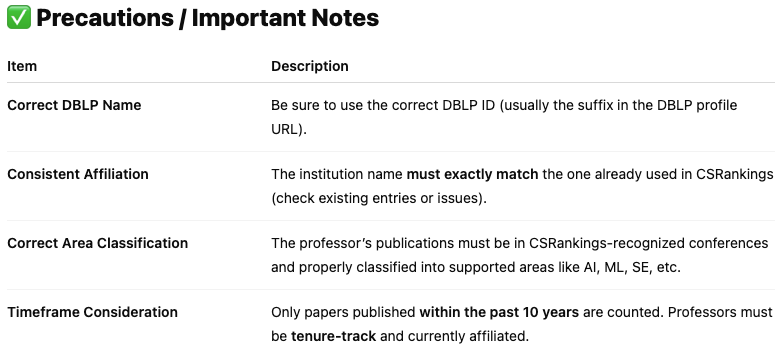 ✅ Precautions / Important Notes
Item Description
Correct DBLP Name Be sure to use the correct DBLP ID (usually the suffix in the DBLP profile
URL).
Consistent Affiliation The institution name must exactly match the one already used in CSRankings
(check existing entries or issues).
Correct Area Classification The professor’s publications must be in CSRankings-recognized conferences
and properly classified into supported areas like AI, ML, SE, etc.
Timeframe Consideration Only papers published within the past 10 years are counted. Professors must
be tenure-track and currently affiliated.